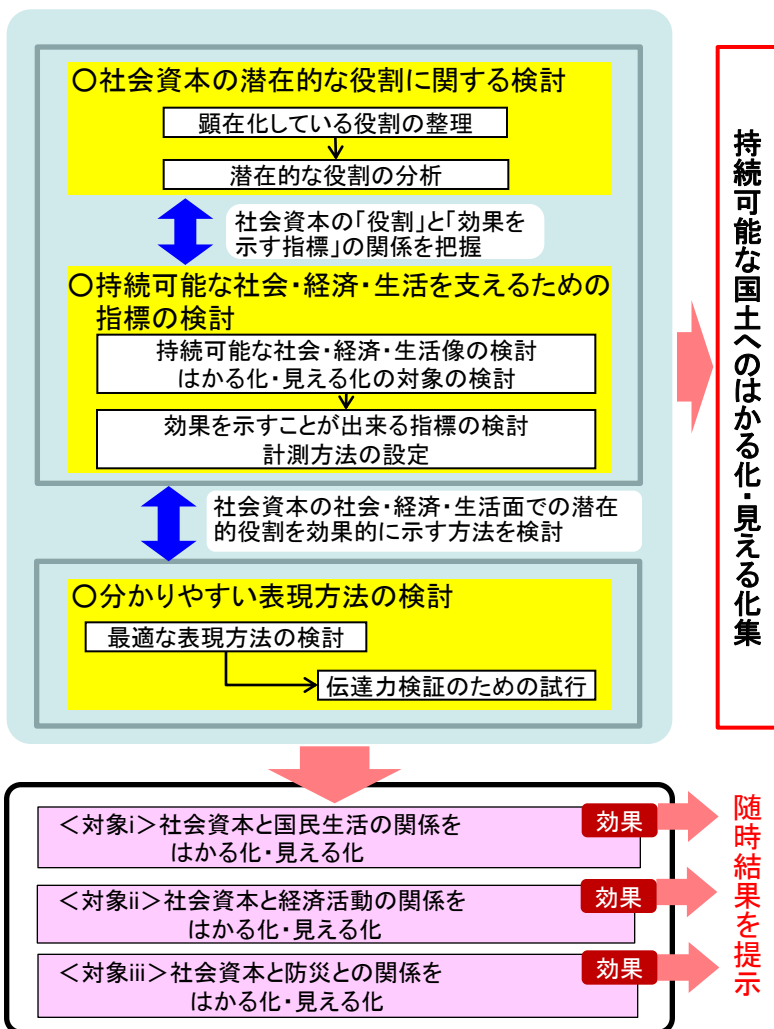 〇社会資本の潜在的な役割に関する検討
顕在化している役割の整理
潜在的な役割の分析
社会資本の「役割」と「効果を
示す指標」の関係を把握
〇持続可能な社会・経済・生活を支えるための
指標の検討
持続可能な社会・経済・生活像の検討
はかる化・見える化の対象の検討
効果を示すことが出来る指標の検討
計測方法の設定
社会資本の社会・経済・生活面での潜在
的役割を効果的に示す方法を検討
〇分かりやすい表現方法の検討
最適な表現方法の検討
伝達力検証のための試行
持続可能な国土へのはかる化・見える化集
＜対象i＞社会資本と国民生活の関係を
はかる化・見える化
効果
＜対象ii＞社会資本と経済活動の関係を
はかる化・見える化
効果
＜対象iii＞社会資本と防災との関係を
はかる化・見える化
効果
随時結果を提示